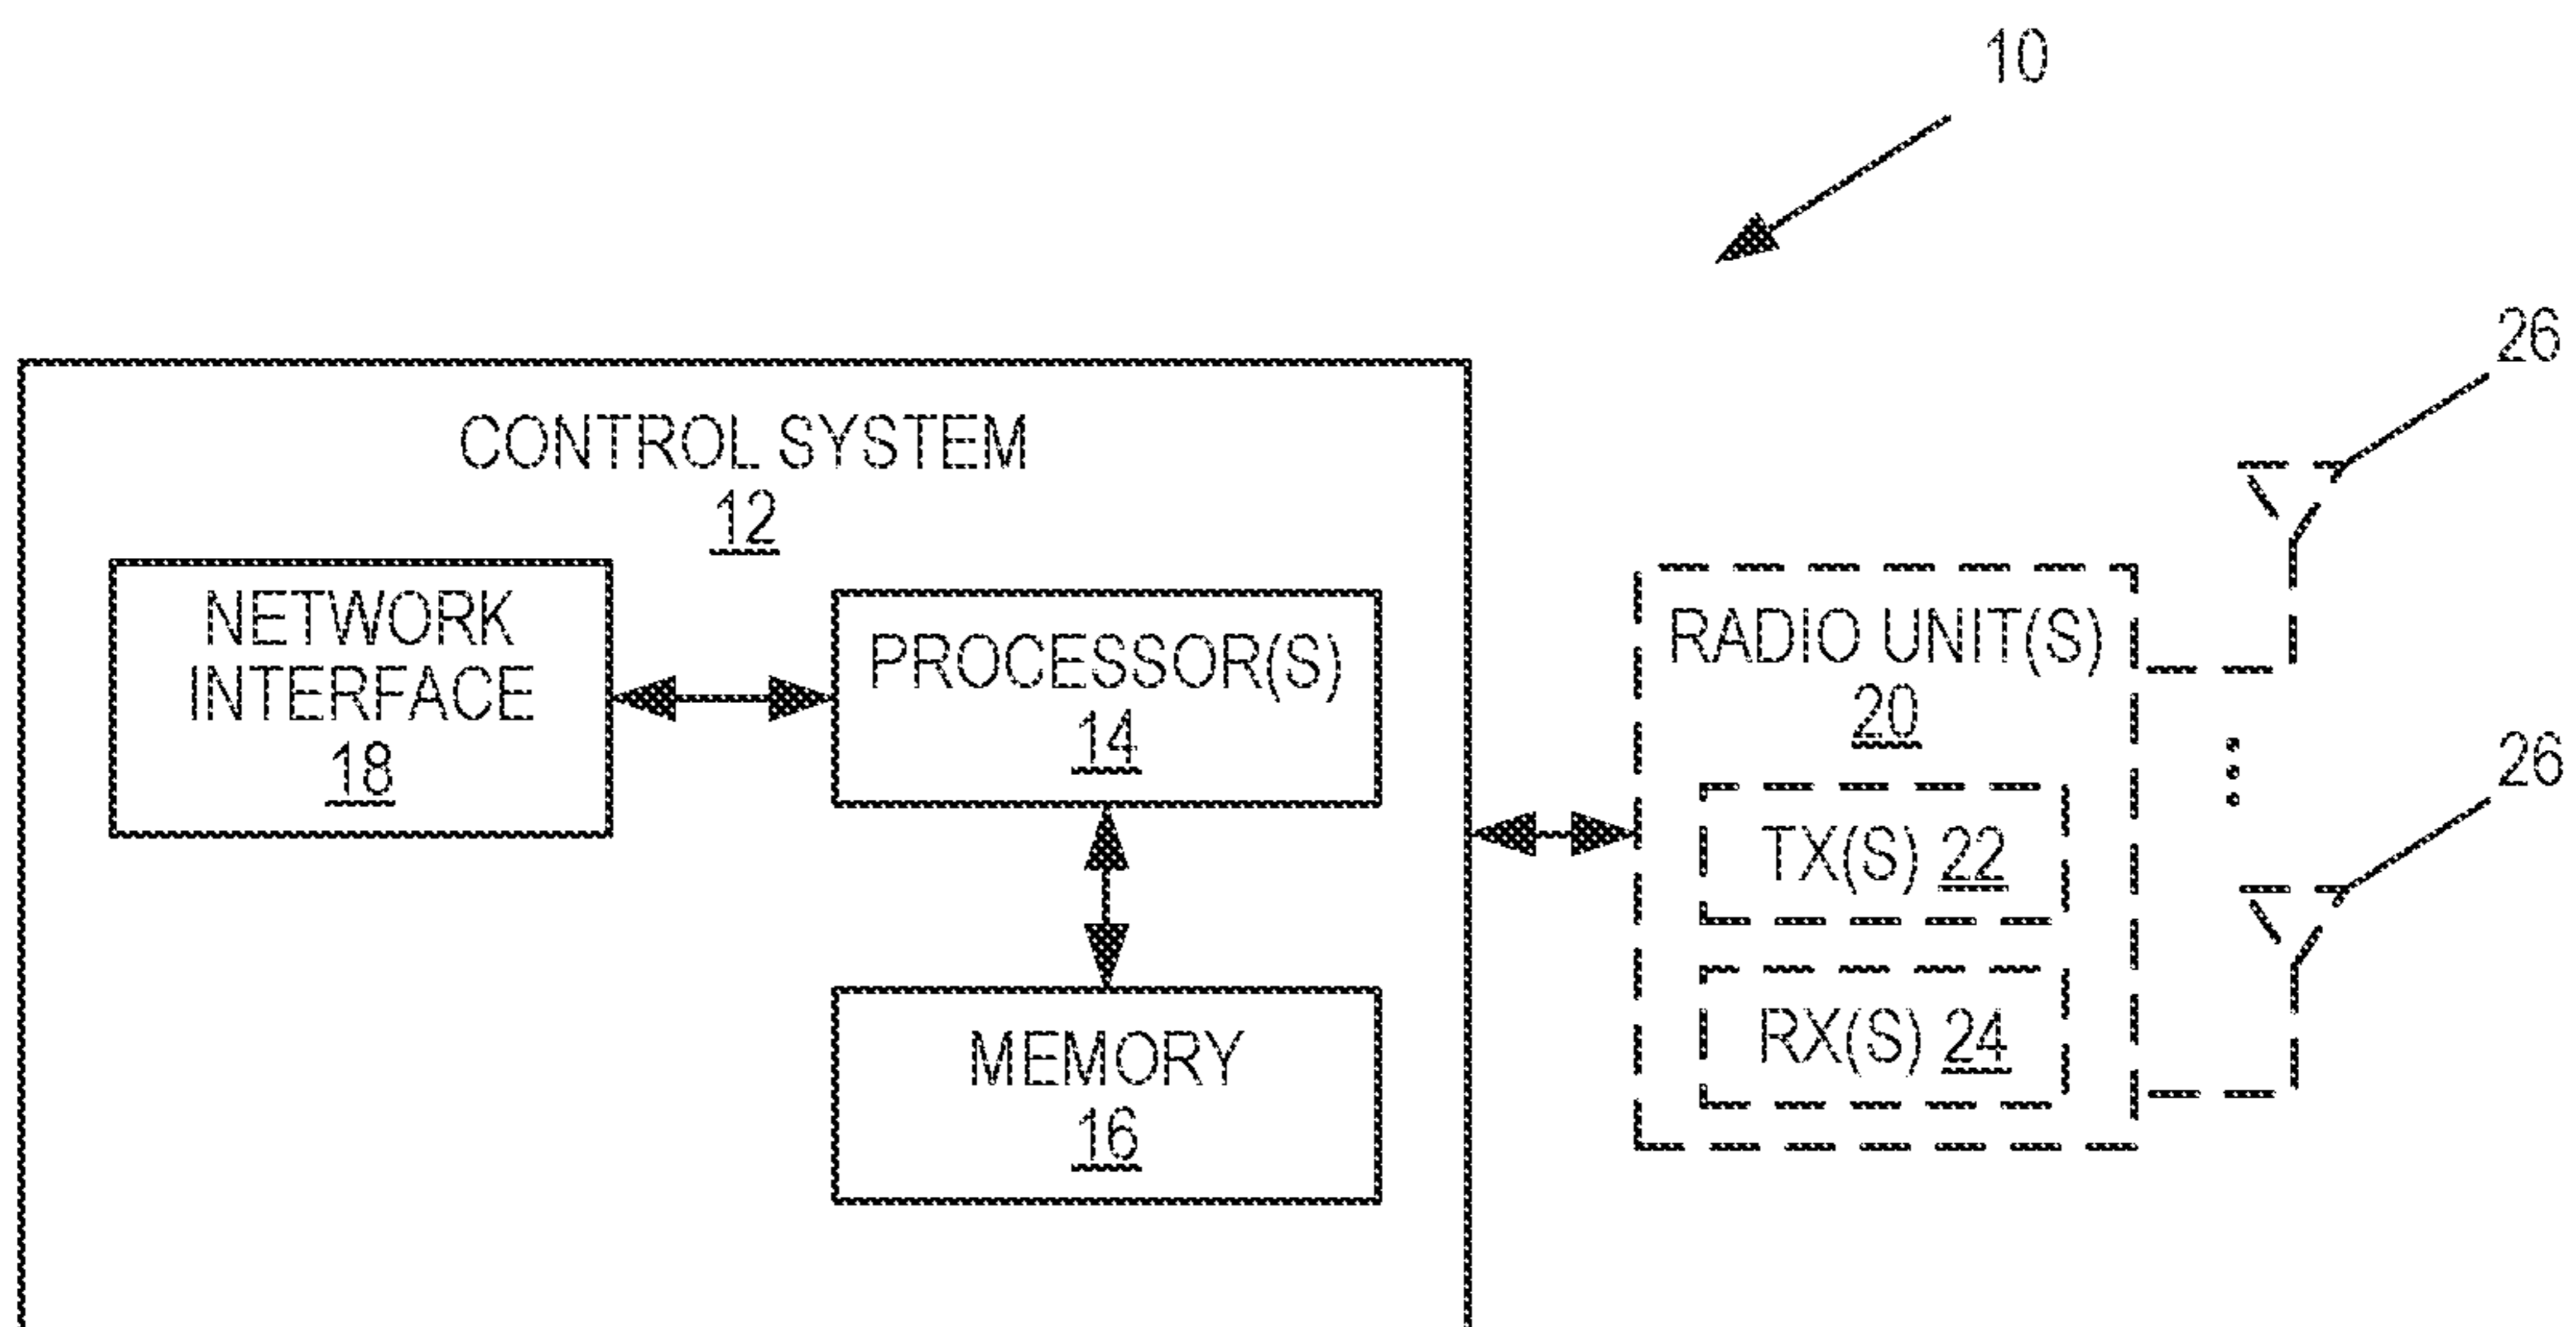 10
26
CONTROL SYSTEM
12
NETWORK
INTERFACE
18
PROCESSOR(S)
14
MEMORY
16
RADIO UNIT(S)
20
TX(S) 22
RX(S) 24
26